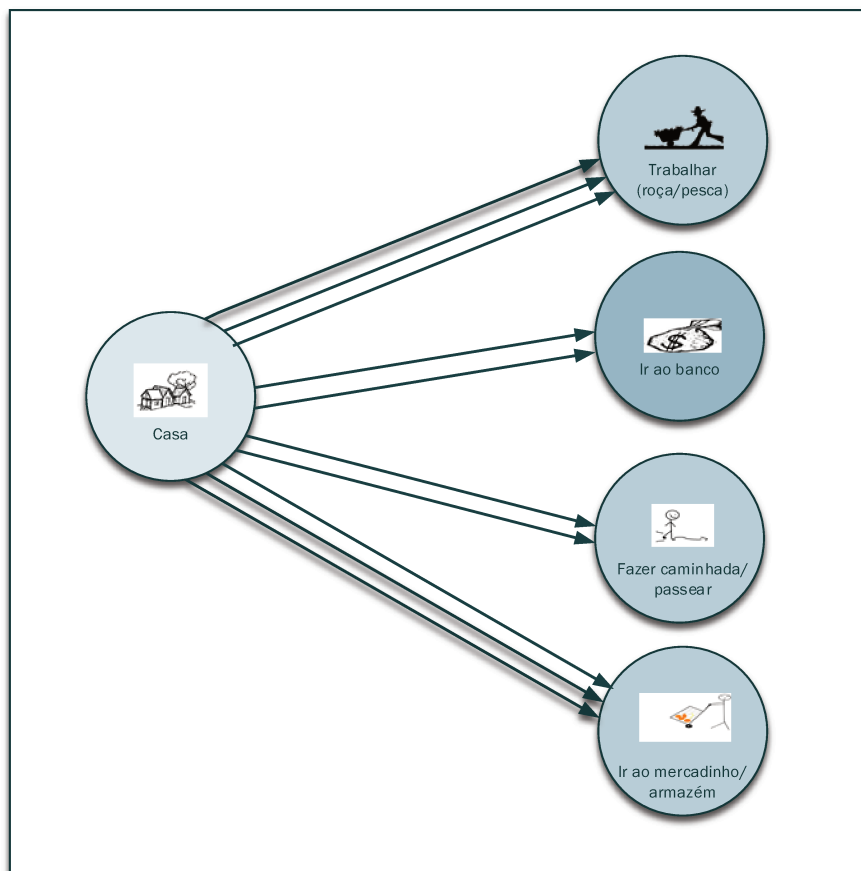 Trabalhar
(roça/pesca)
$
Ir ao banco
Casa
Fazer caminhada/
passear
Ir ao mercadinho/
armazém